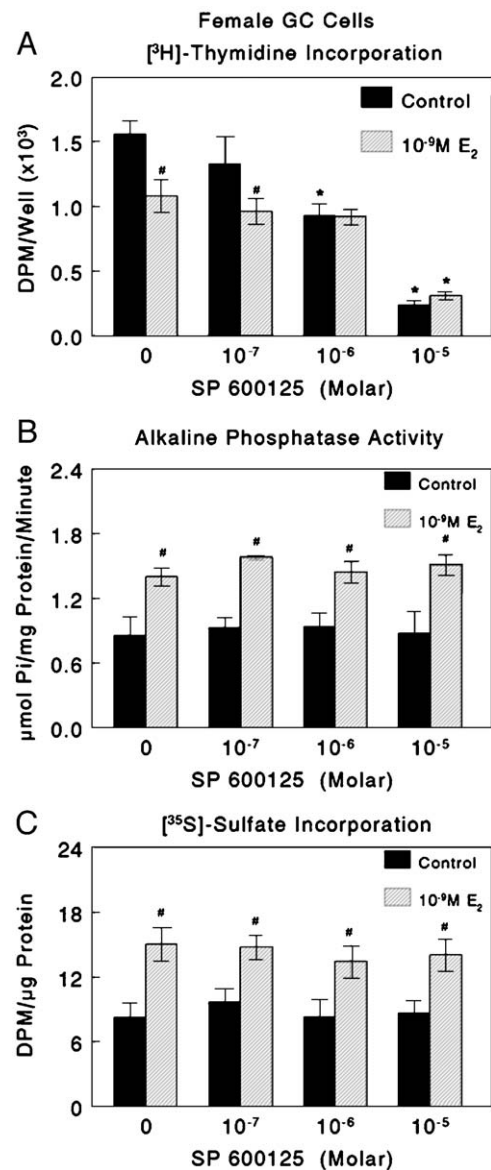 Female GC Cells
A
[³H]-Thymidine Incorporation
DPM/Well (x10³)
2.0
1.5
1.0
0.5
0.0
Control
10⁻⁹M E₂
#
#
*
*
*
0
10⁻⁷
10⁻⁶
10⁻⁵
SP 600125 (Molar)
B
Alkaline Phosphatase Activity
µmol Pi/mg Protein/Minute
2.4
1.8
1.2
0.6
0.0
Control
10⁻⁹M E₂
#
#
#
#
0
10⁻⁷
10⁻⁶
10⁻⁵
SP 600125 (Molar)
C
[³⁵S]-Sulfate Incorporation
DPM/µg Protein
24
18
12
6
0
Control
10⁻⁹M E₂
#
#
#
#
0
10⁻⁷
10⁻⁶
10⁻⁵
SP 600125 (Molar)